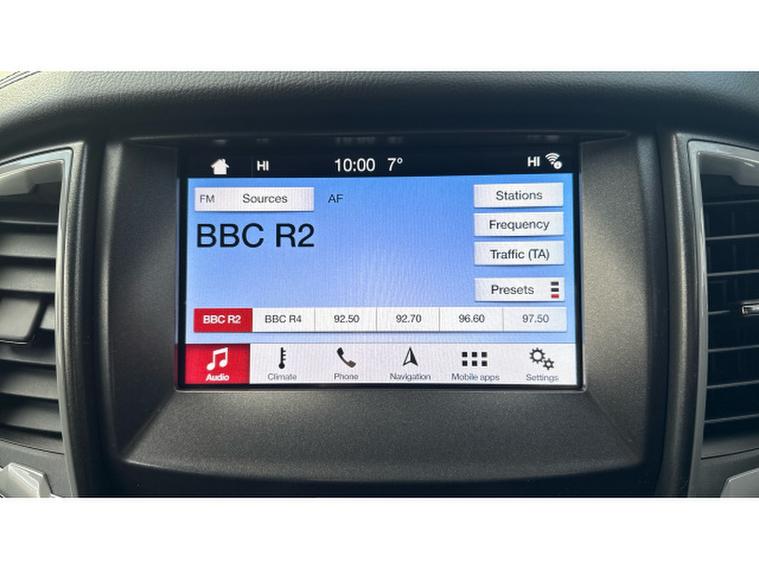 HI 10:00 7° HI
FM Sources AF Stations
BBC R2
Frequency
Traffic (TA)
Presets
BBC R2 BBC R4 92.50 92.70 96.60 97.50
Audio Climate Phone Navigation Mobile apps Settings